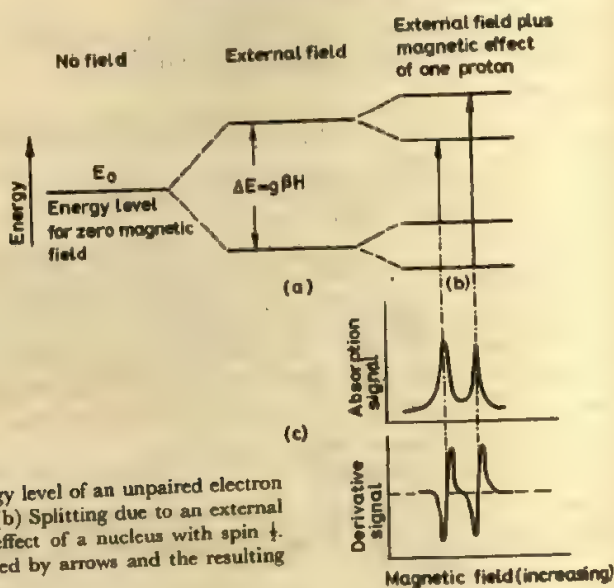 No field
External field
External field plus
magnetic effect
of one proton
Energy
E₀
Energy level
for zero magnetic
field
ΔE=gβH
(a)
(b)
Absorption
signal
(c)
Derivative
signal
Magnetic field (increasing)
gy level of an unpaired electron
(b) Splitting due to an external
effect of a nucleus with spin ½.
ed by arrows and the resulting